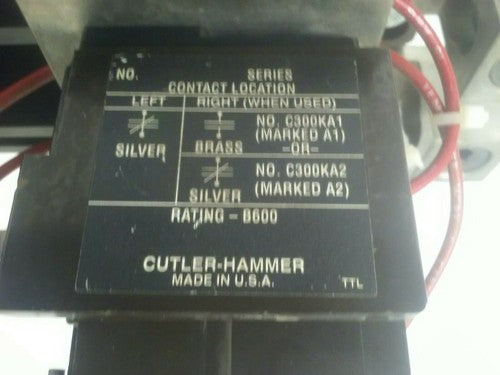 NO. SERIES
CONTACT LOCATION
LEFT RIGHT (WHEN USED)
NO. C300KA1
(MARKED A1)
SILVER BRASS -OR-
NO. C300KA2
SILVER (MARKED A2)
RATING - B600
CUTLER-HAMMER
MADE IN U.S.A. TTL